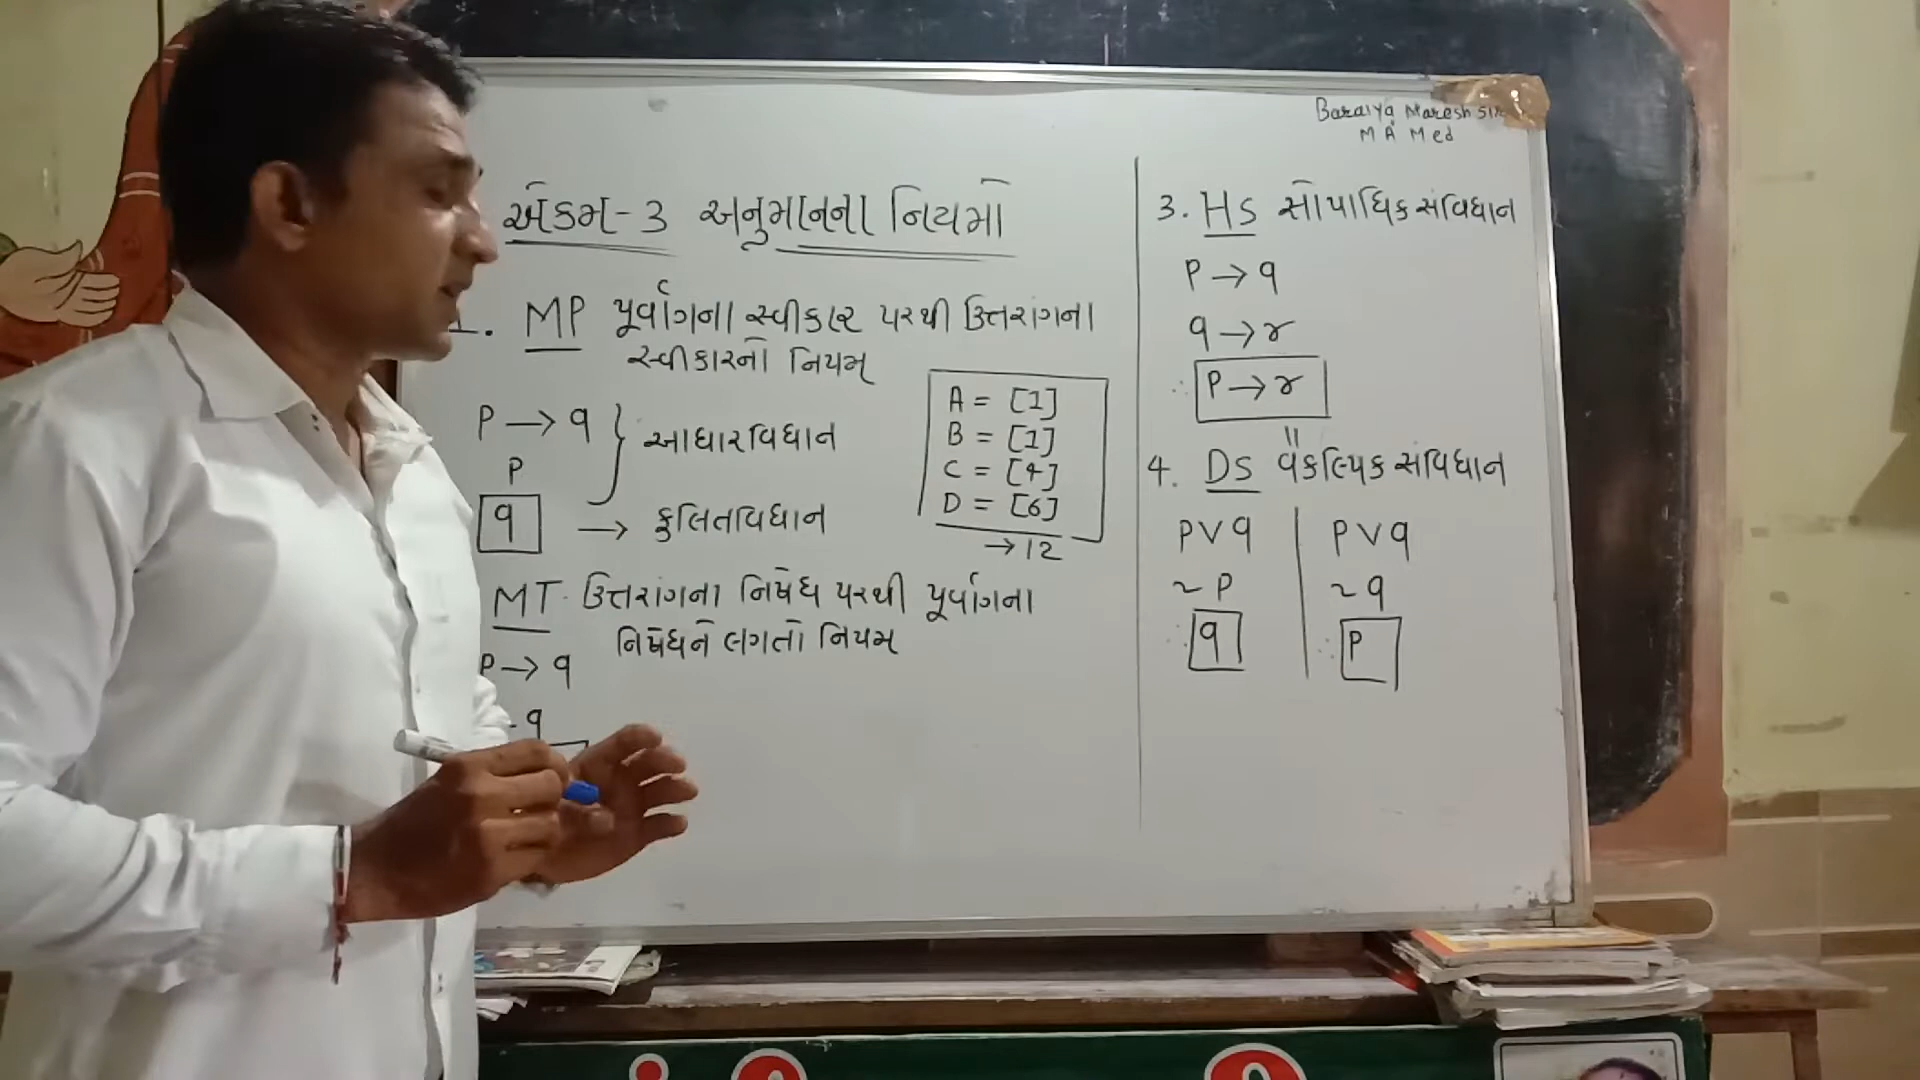 Baraiya Naresh
M A Med
એકમ - 3 અનુમાનના નિયમો
1. MP પૂર્વાગના સ્વીકાર પરથી ઉત્તરાંગના
સ્વીકારનો નિયમ
P → q } આધારવિધાન
P
q → ફલિતવિધાન
A = [1]
B = [1]
C = [4]
D = [6]
→ 12
MT ઉત્તરાંગના નિષેધ પરથી પૂર્વાગના
નિષેધને લગતો નિયમ
P → q
q
3. HS સોપાધિક સંવિધાન
P → q
q → r
∴ P → r
4. DS વૈકલ્પિક સંવિધાન
P v q | P v q
~ P | ~ q
∴ q | ∴ P